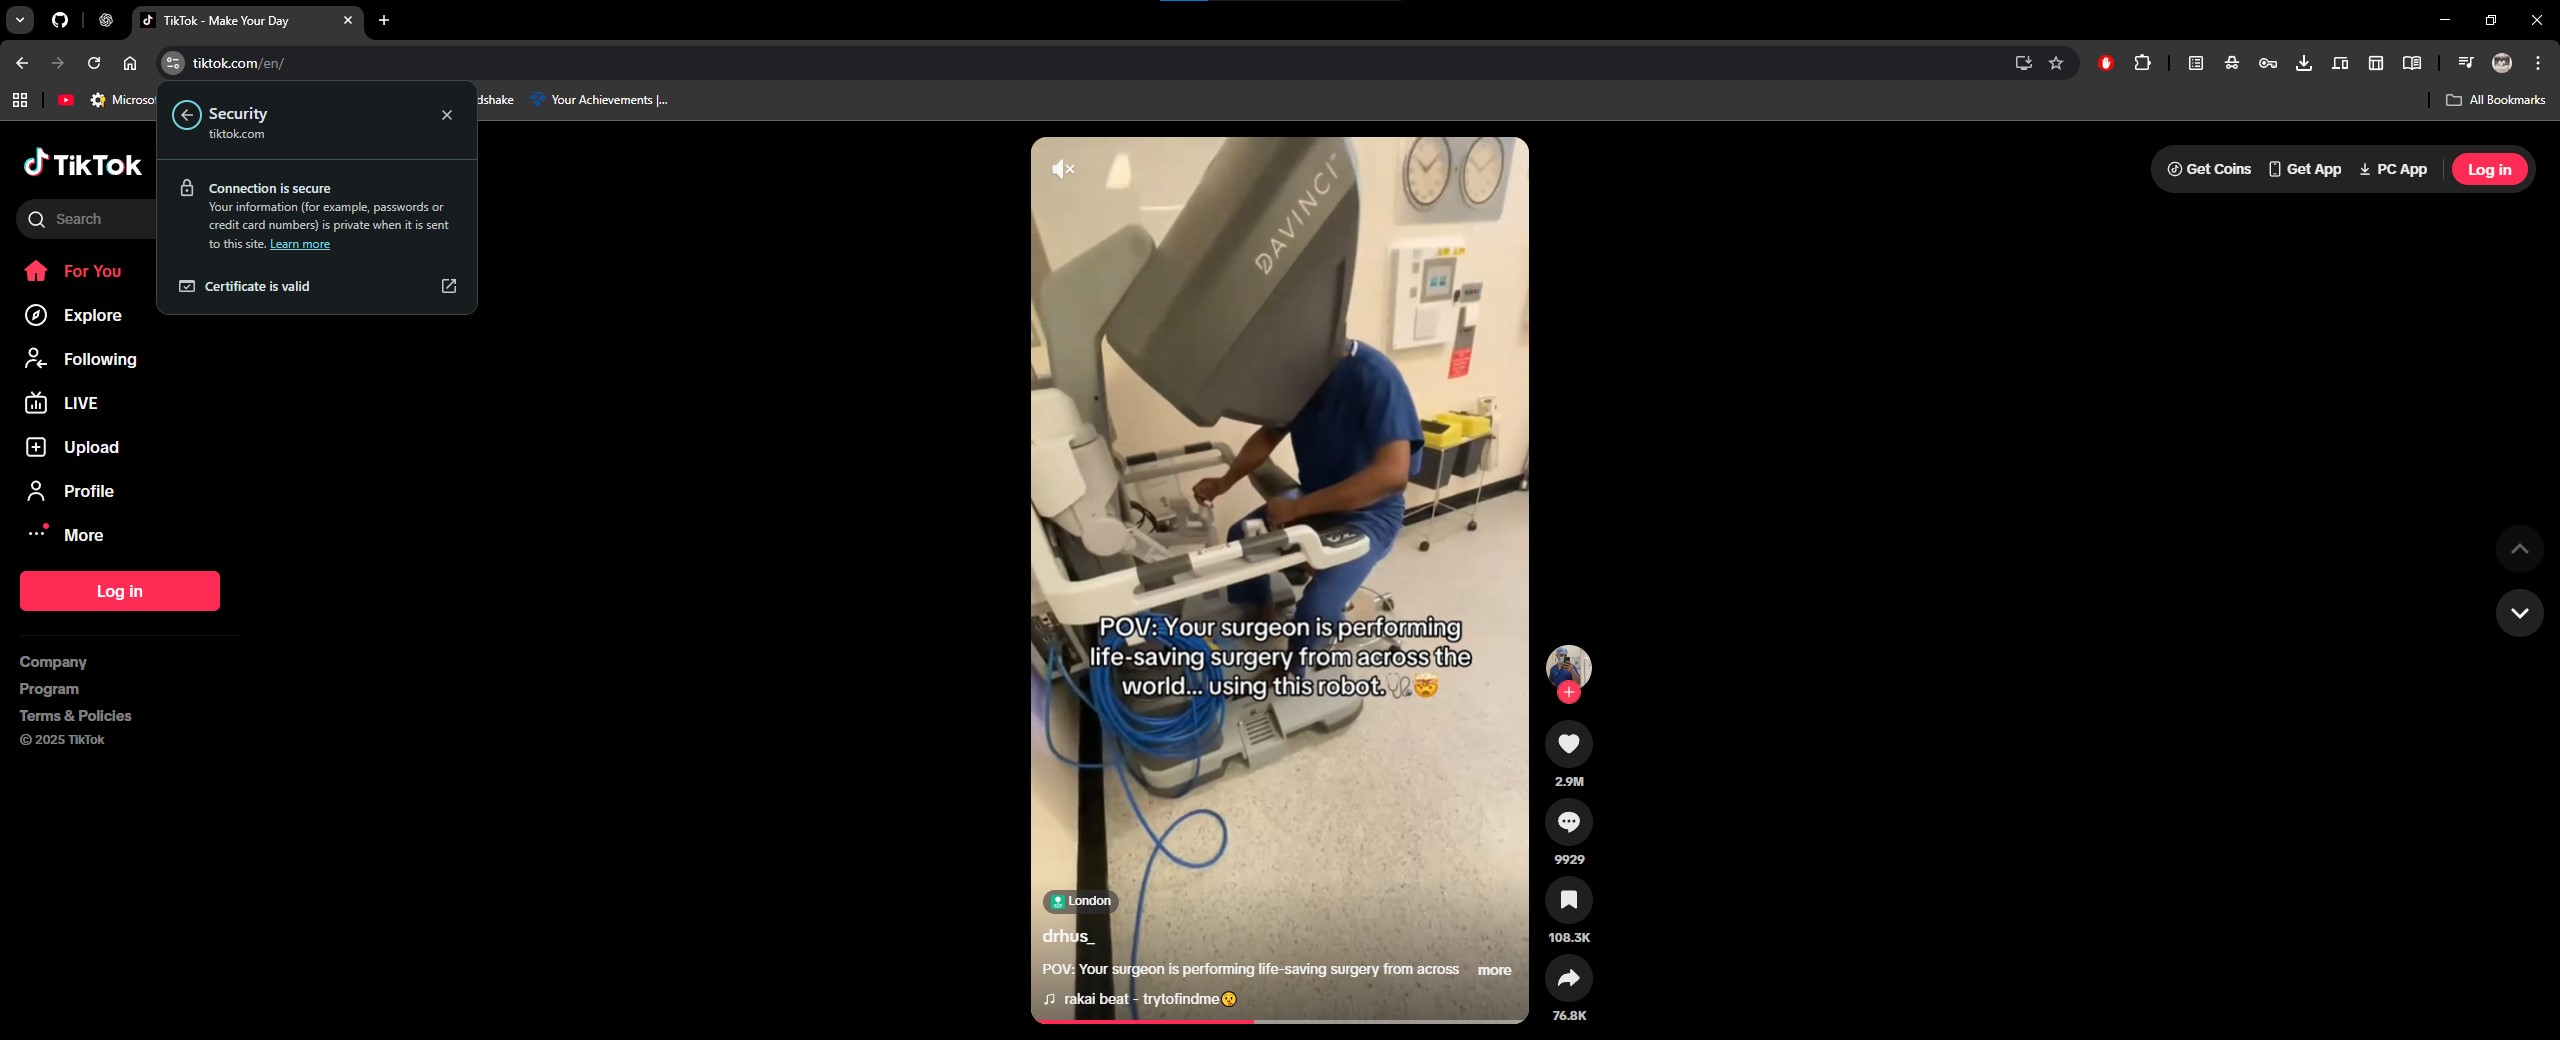 TikTok - Make Your Day
tiktok.com/en/
Microsof
dshake
Your Achievements |...
All Bookmarks
Security
tiktok.com
Connection is secure
Your information (for example, passwords or
credit card numbers) is private when it is sent
to this site. Learn more
Certificate is valid
TikTok
Search
For You
Explore
Following
LIVE
Upload
Profile
More
Log in
Company
Program
Terms & Policies
© 2025 TikTok
DAVINCI
POV: Your surgeon is performing
life-saving surgery from across the
world... using this robot.🩺🤯
London
drhus_
POV: Your surgeon is performing life-saving surgery from across more
rakai beat - trytofindme🫢
2.9M
9929
108.3K
76.8K
Get Coins
Get App
PC App
Log in